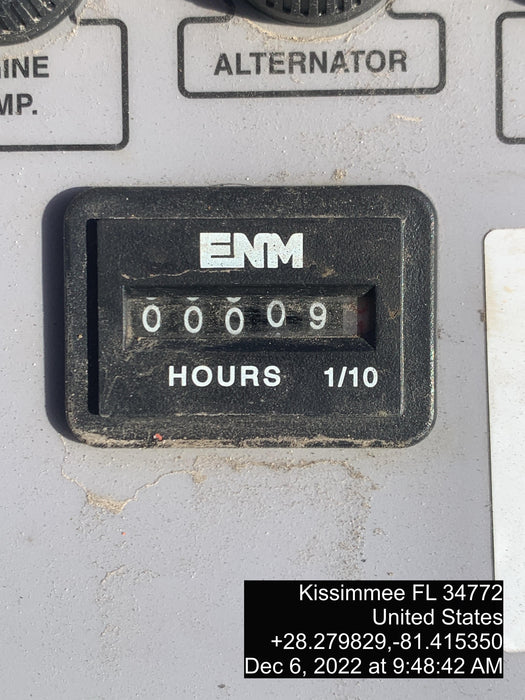 INE
MP.
ALTERNATOR
ENM
00009
HOURS 1/10
Kissimmee FL 34772
United States
+28.279829,-81.415350
Dec 6, 2022 at 9:48:42 AM